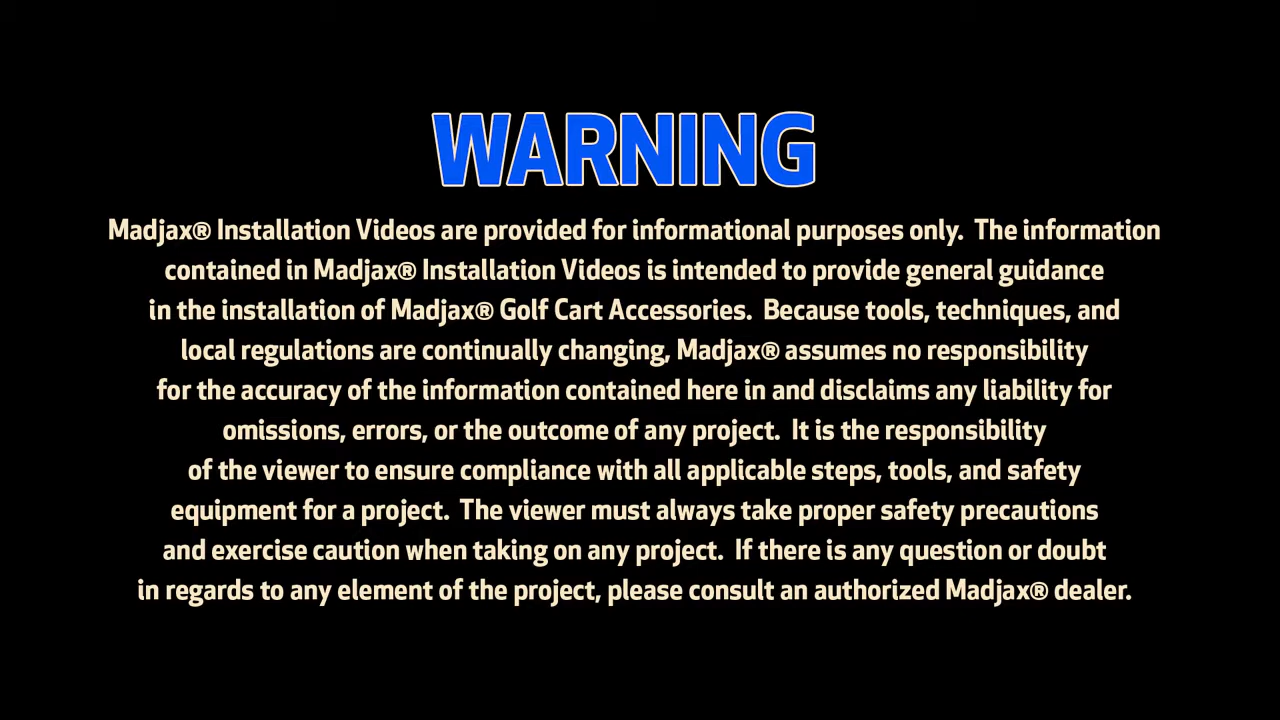 WARNING
Madjax® Installation Videos are provided for informational purposes only.  The information
contained in Madjax® Installation Videos is intended to provide general guidance
in the installation of Madjax® Golf Cart Accessories.  Because tools, techniques, and
local regulations are continually changing, Madjax® assumes no responsibility
for the accuracy of the information contained here in and disclaims any liability for
omissions, errors, or the outcome of any project.  It is the responsibility
of the viewer to ensure compliance with all applicable steps, tools, and safety
equipment for a project.  The viewer must always take proper safety precautions
and exercise caution when taking on any project.  If there is any question or doubt
in regards to any element of the project, please consult an authorized Madjax® dealer.